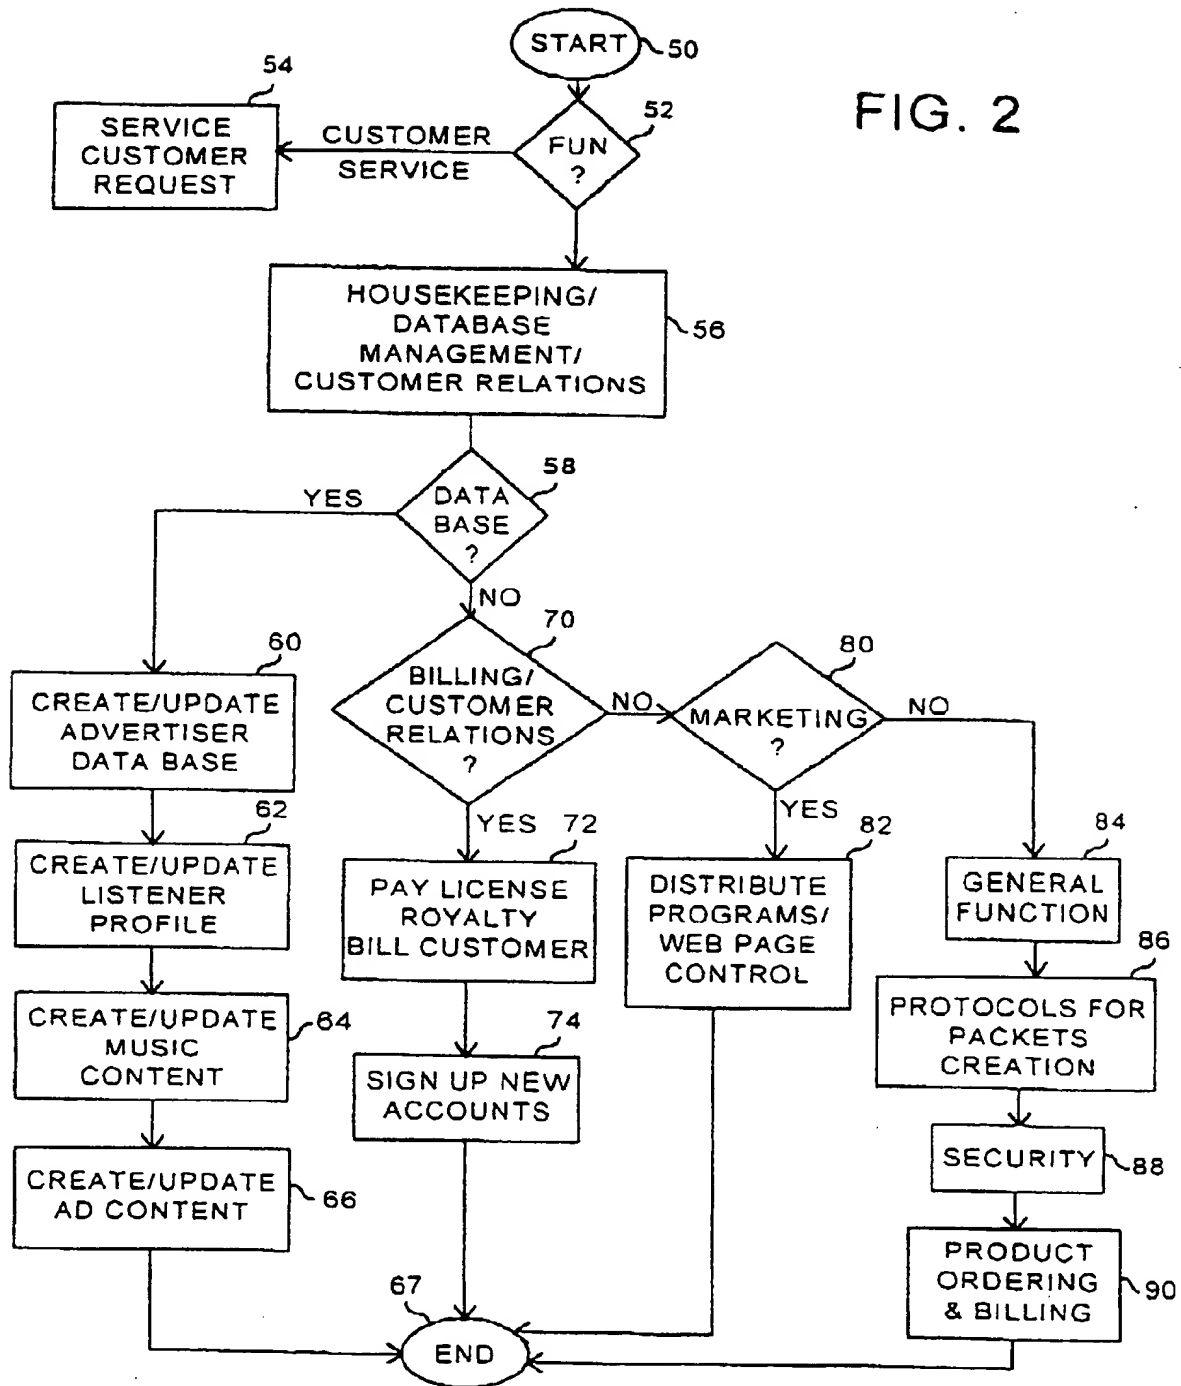 START
50
FIG. 2
54
SERVICE
CUSTOMER
REQUEST
CUSTOMER
SERVICE
FUN
?
52
HOUSEKEEPING/
DATABASE
MANAGEMENT/
CUSTOMER RELATIONS
56
YES
DATA
BASE
?
58
NO
60
CREATE/UPDATE
ADVERTISER
DATA BASE
BILLING/
CUSTOMER
RELATIONS
?
70
NO
MARKETING
?
80
NO
YES
YES
62
CREATE/UPDATE
LISTENER
PROFILE
72
PAY LICENSE
ROYALTY
BILL CUSTOMER
82
DISTRIBUTE
PROGRAMS/
WEB PAGE
CONTROL
84
GENERAL
FUNCTION
CREATE/UPDATE
MUSIC
CONTENT
64
74
SIGN UP NEW
ACCOUNTS
86
PROTOCOLS FOR
PACKETS
CREATION
CREATE/UPDATE
AD CONTENT
66
SECURITY
88
PRODUCT
ORDERING
& BILLING
90
67
END